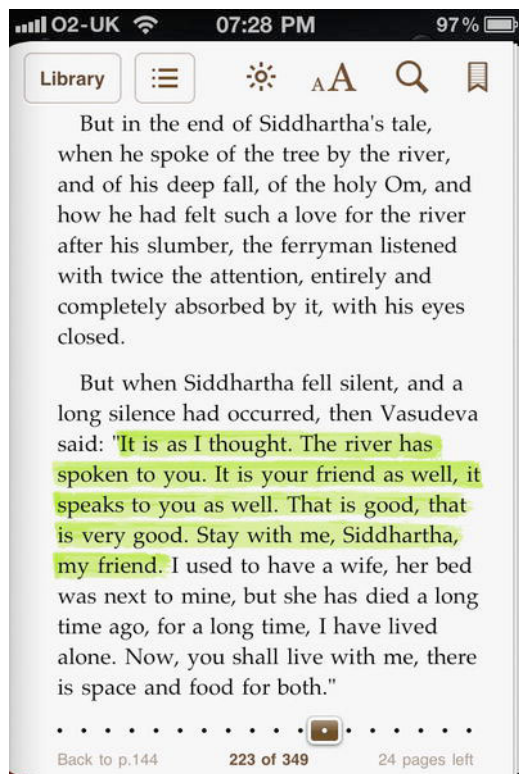 O2-UK 07:28 PM 97%
Library AA
But in the end of Siddhartha's tale,
when he spoke of the tree by the river,
and of his deep fall, of the holy Om, and
how he had felt such a love for the river
after his slumber, the ferryman listened
with twice the attention, entirely and
completely absorbed by it, with his eyes
closed.
But when Siddhartha fell silent, and a
long silence had occurred, then Vasudeva
said: "It is as I thought. The river has
spoken to you. It is your friend as well, it
speaks to you as well. That is good, that
is very good. Stay with me, Siddhartha,
my friend. I used to have a wife, her bed
was next to mine, but she has died a long
time ago, for a long time, I have lived
alone. Now, you shall live with me, there
is space and food for both."
Back to p.144 223 of 349 24 pages left